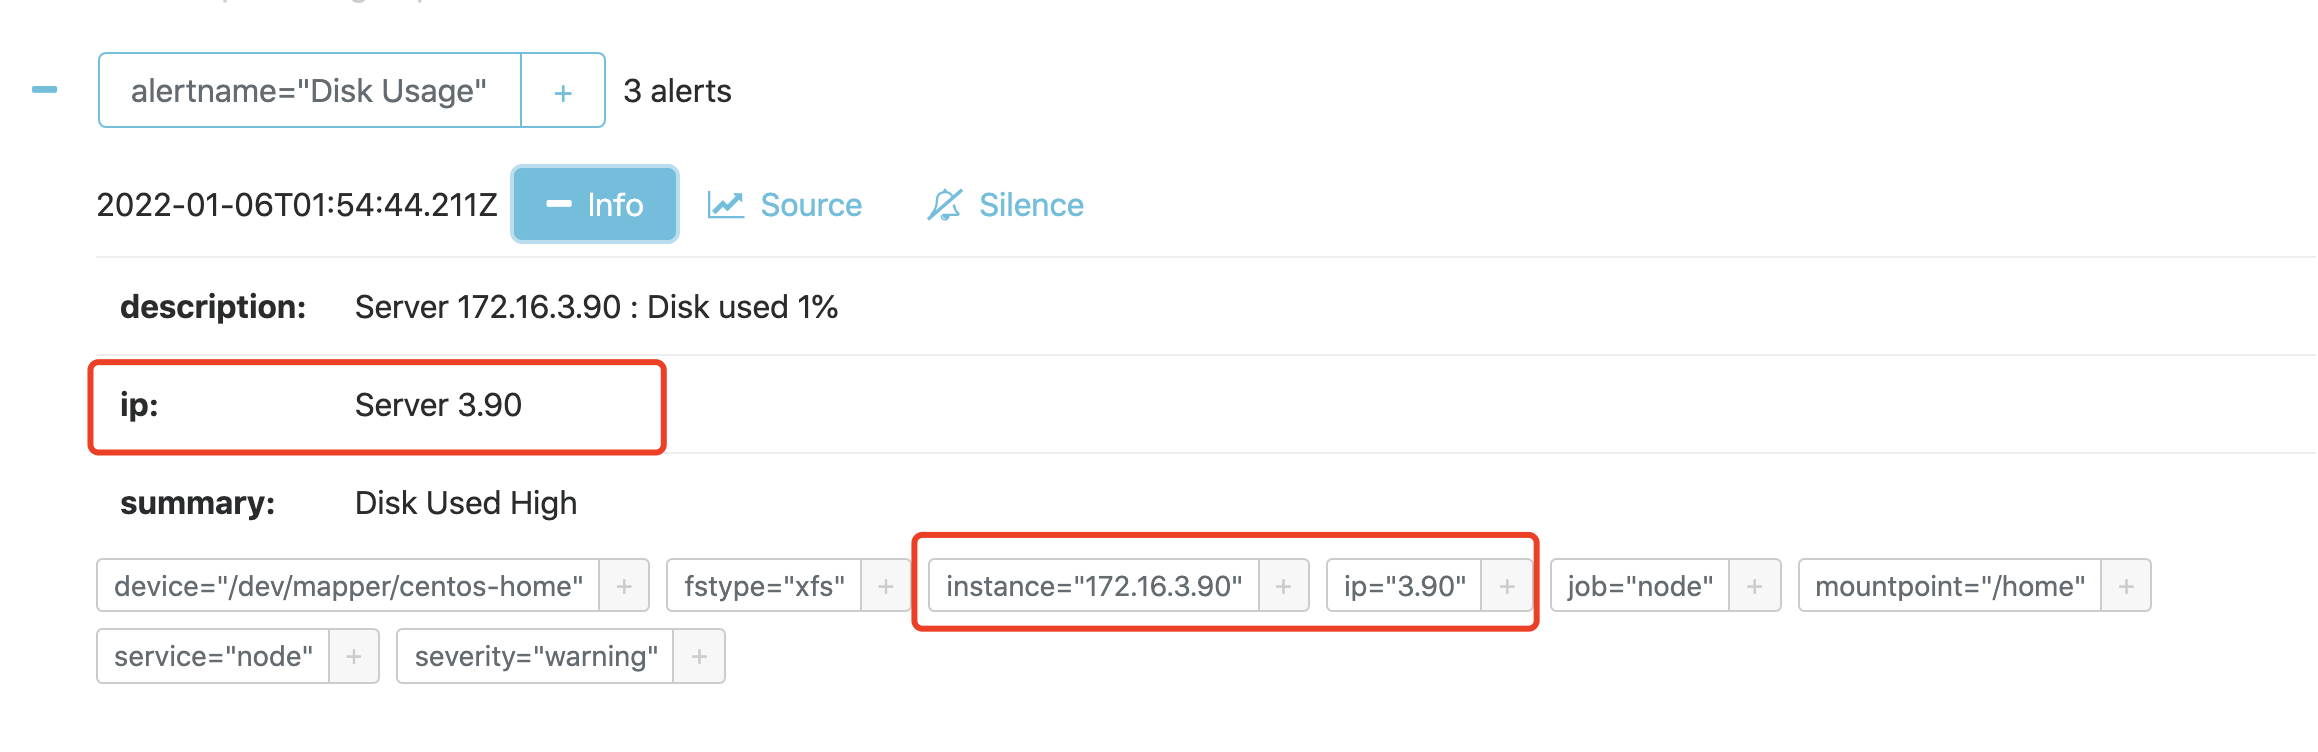 alertname="Disk Usage" + 3 alerts
2022-01-06T01:54:44.211Z Info Source Silence
description: Server 172.16.3.90 : Disk used 1%
ip: Server 3.90
summary: Disk Used High
device="/dev/mapper/centos-home" + fstype="xfs" + instance="172.16.3.90" + ip="3.90" + job="node" + mountpoint="/home" +
service="node" + severity="warning" +